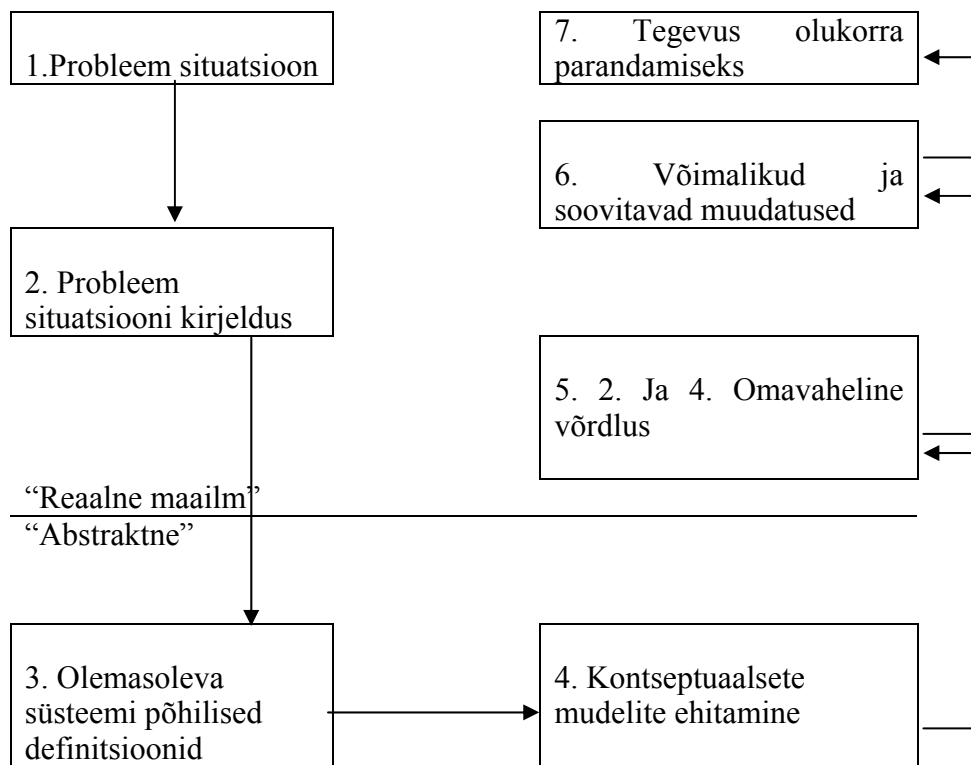 1.Probleem situatsioon
7. Tegevus olukorra
parandamiseks
6. Võimalikud ja
soovitavad muudatused
2. Probleem
situatsiooni kirjeldus
5. 2. Ja 4. Omavaheline
võrdlus
“Reaalne maailm”
“Abstraktne”
3. Olemasoleva
süsteemi põhilised
definitsioonid
4. Kontseptuaalsete
mudelite ehitamine